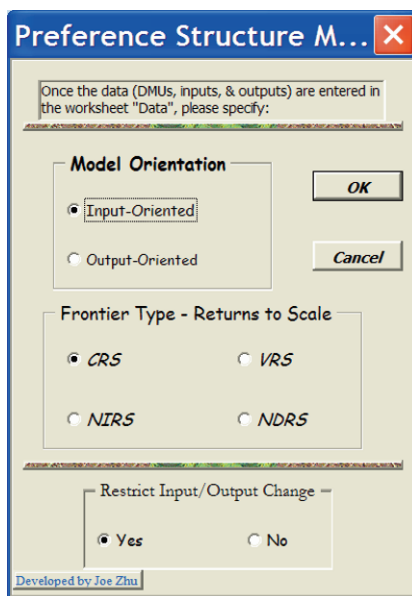 Preference Structure M...
Once the data (DMUs, inputs, & outputs) are entered in
the worksheet "Data", please specify:
Model Orientation
Input-Oriented
Output-Oriented
OK
Cancel
Frontier Type - Returns to Scale
CRS
VRS
NIRS
NDRS
Restrict Input/Output Change
Yes
No
Developed by Joe Zhu